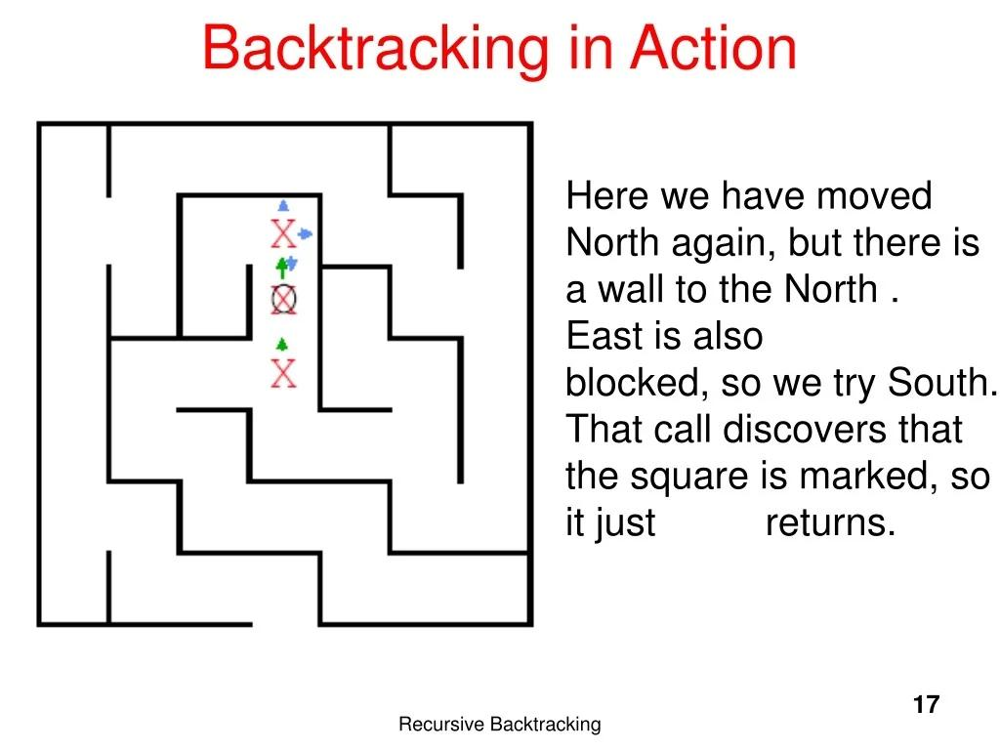 Backtracking in Action
X
X
X
Here we have moved
North again, but there is
a wall to the North .
East is also
blocked, so we try South.
That call discovers that
the square is marked, so
it just returns.
17
Recursive Backtracking